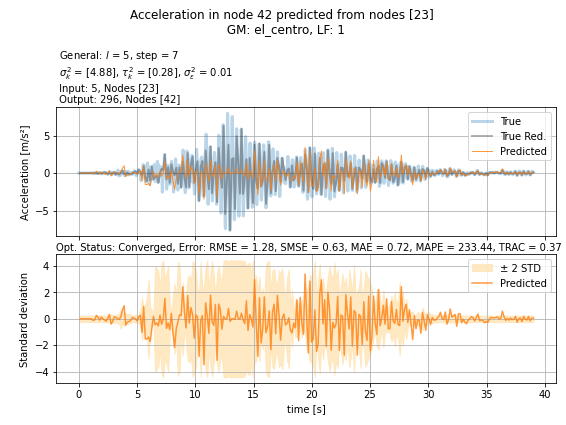 Acceleration in node 42 predicted from nodes [23]
GM: el_centro, LF: 1
General: l = 5, step = 7
σ²ₖ = [4.88], τ²ₖ = [0.28], σ²ε = 0.01
Input: 5, Nodes [23]
Output: 296, Nodes [42]
True
True Red.
Predicted
Acceleration [m/s²]
5
0
−5
Opt. Status: Converged, Error: RMSE = 1.28, SMSE = 0.63, MAE = 0.72, MAPE = 233.44, TRAC = 0.37
± 2 STD
Predicted
Standard deviation
4
2
0
−2
−4
0 5 10 15 20 25 30 35 40
time [s]